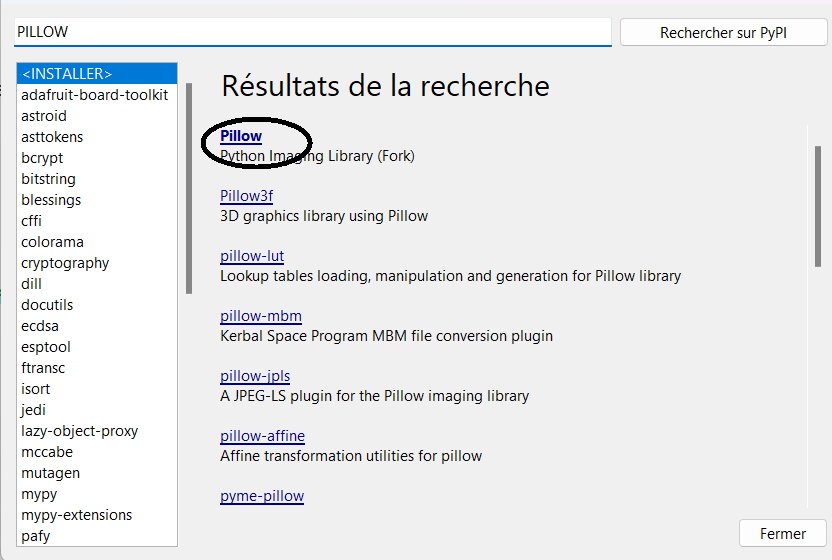 PILLOW
Rechercher sur PyPI
<INSTALLER>
adafruit-board-toolkit
astroid
asttokens
bcrypt
bitstring
blessings
cffi
colorama
cryptography
dill
docutils
ecdsa
esptool
ftransc
isort
jedi
lazy-object-proxy
mccabe
mutagen
mypy
mypy-extensions
pafy
Résultats de la recherche
Pillow
Python Imaging Library (Fork)
Pillow3f
3D graphics library using Pillow
pillow-lut
Lookup tables loading, manipulation and generation for Pillow library
pillow-mbm
Kerbal Space Program MBM file conversion plugin
pillow-jpls
A JPEG-LS plugin for the Pillow imaging library
pillow-affine
Affine transformation utilities for pillow
pyme-pillow
Fermer